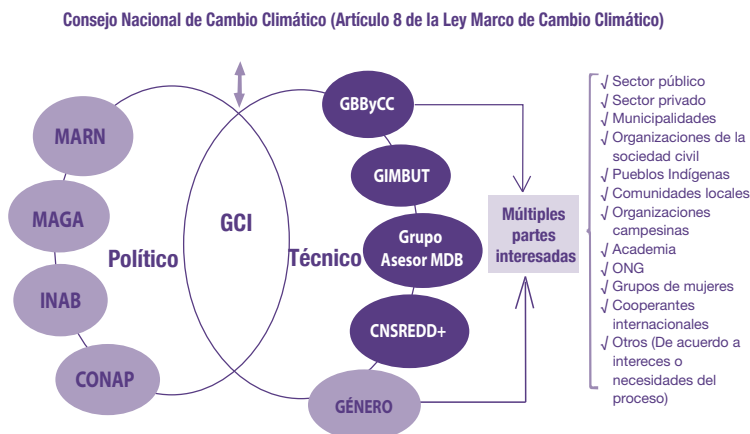 Consejo Nacional de Cambio Climático (Artículo 8 de la Ley Marco de Cambio Climático)
MARN
MAGA
INAB
CONAP
Político
GCI
Técnico
GBByCC
GIMBUT
Grupo
Asesor MDB
CNSREDD+
GÉNERO
Múltiples
partes
interesadas
√ Sector público
√ Sector privado
√ Municipalidades
√ Organizaciones de la
sociedad civil
√ Pueblos Indígenas
√ Comunidades locales
√ Organizaciones
campesinas
√ Academia
√ ONG
√ Grupos de mujeres
√ Cooperantes
internacionales
√ Otros (De acuerdo a
intereces o
necesidades del
proceso)